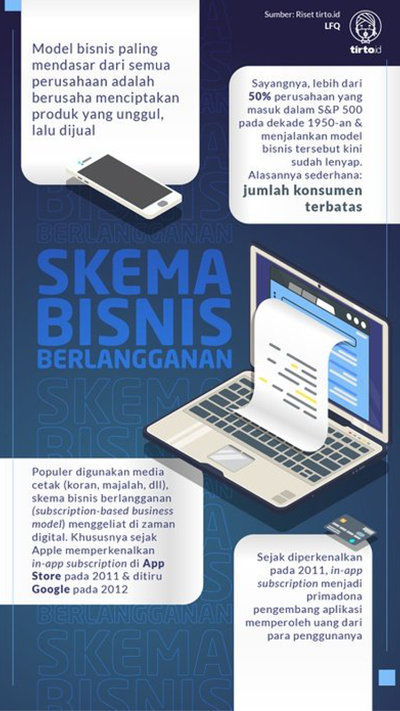 Sumber: Riset tirto.id
LFQ
tirto.id
Model bisnis paling
mendasar dari semua
perusahaan adalah
berusaha menciptakan
produk yang unggul,
lalu dijual
Sayangnya, lebih dari
50% perusahaan yang
masuk dalam S&P 500
pada dekade 1950-an &
menjalankan model
bisnis tersebut kini
sudah lenyap.
Alasannya sederhana:
jumlah konsumen
terbatas
BERLANGGANAN
SKEMA
BISNIS
BERLANGGANAN
SKEMA
BISNIS
Populer digunakan media
cetak (koran, majalah, dll),
skema bisnis berlangganan
(subscription-based business
model) menggeliat di zaman
digital. Khususnya sejak
Apple memperkenalkan
in-app subscription di App
Store pada 2011 & ditiru
Google pada 2012
Sejak diperkenalkan
pada 2011, in-app
subscription menjadi
primadona
pengembang aplikasi
memperoleh uang dari
para penggunanya
BERLANGGANAN
SKEMA
BISNIS